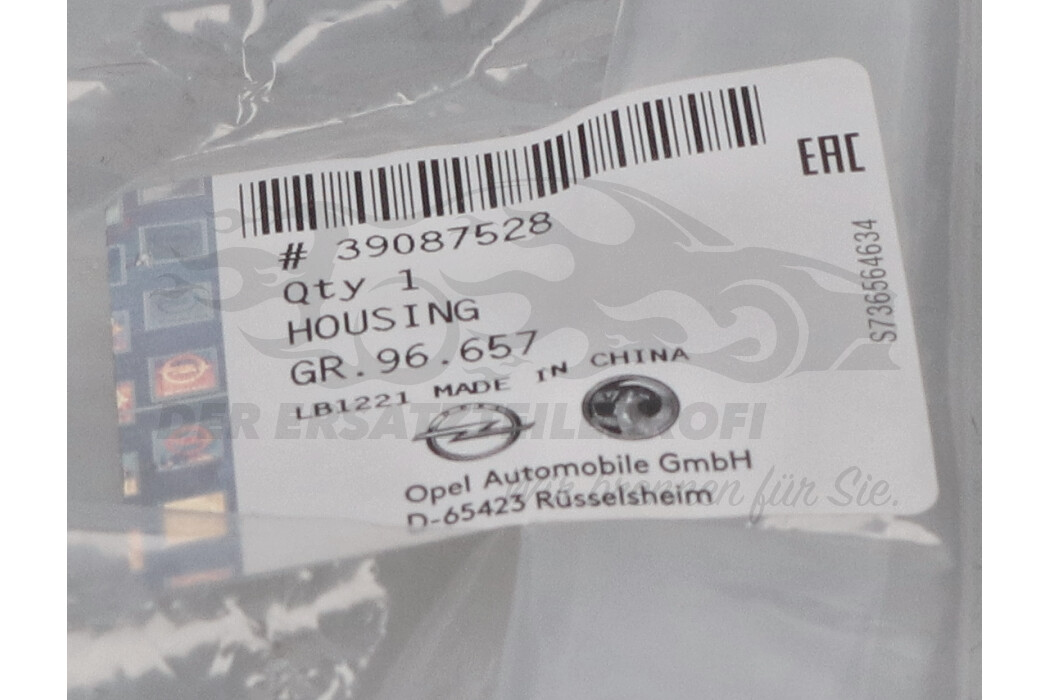 EAC
# 39087528
Qty 1
HOUSING
GR.96.657
LB1221 MADE IN CHINA
Opel Automobile GmbH
D-65423 Rüsselsheim
S736564634
DER ERSATZTEILEPROFI
Wir brennen für Sie.